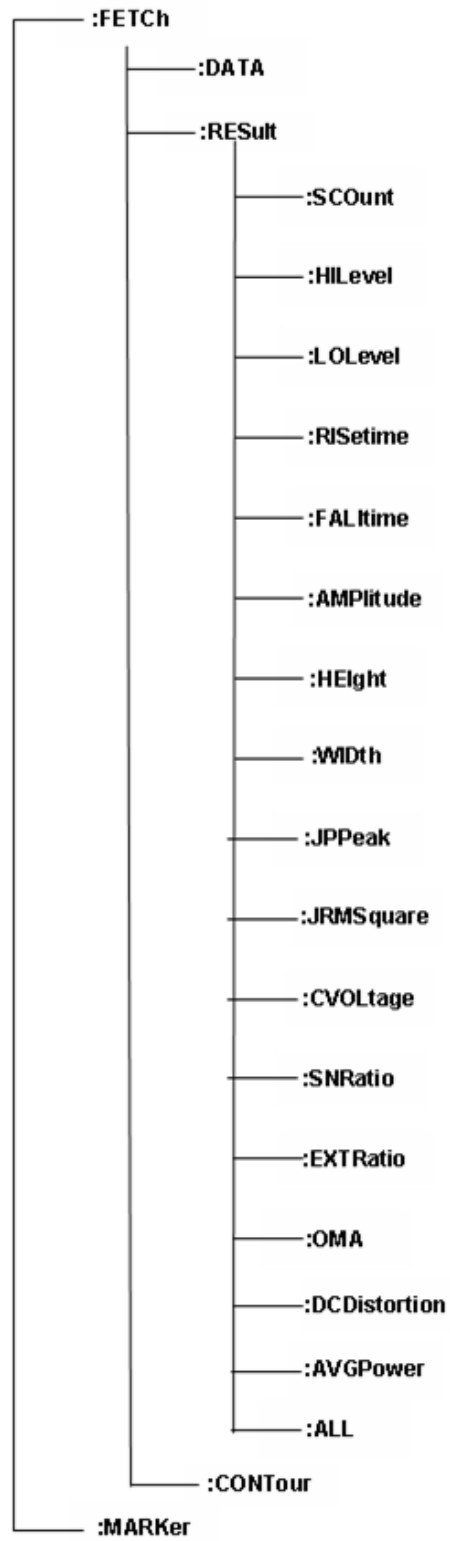 :FETCh
:DATA
:RESult
:SCOunt
:HILevel
:LOLevel
:RISetime
:FALltime
:AMPlitude
:HEIght
:WIDth
:JPPeak
:JRMSquare
:CVOLtage
:SNRatio
:EXTRatio
:OMA
:DCDistortion
:AVGPower
:ALL
:CONTour
:MARKer